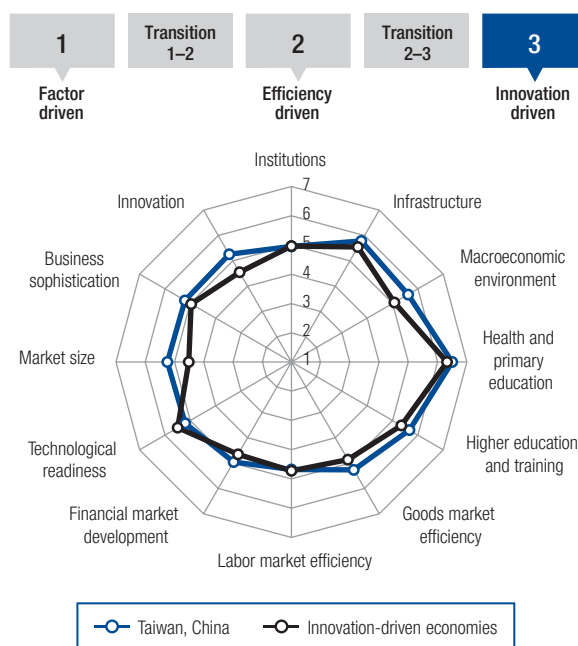 1
Transition
1–2
2
Transition
2–3
3
Factor
driven
Efficiency
driven
Innovation
driven
Institutions
Innovation
Infrastructure
Business
sophistication
Macroeconomic
environment
Market size
Health and
primary
education
Technological
readiness
Higher education
and training
Financial market
development
Goods market
efficiency
Labor market efficiency
7
6
5
4
3
2
1
Taiwan, China
Innovation-driven economies